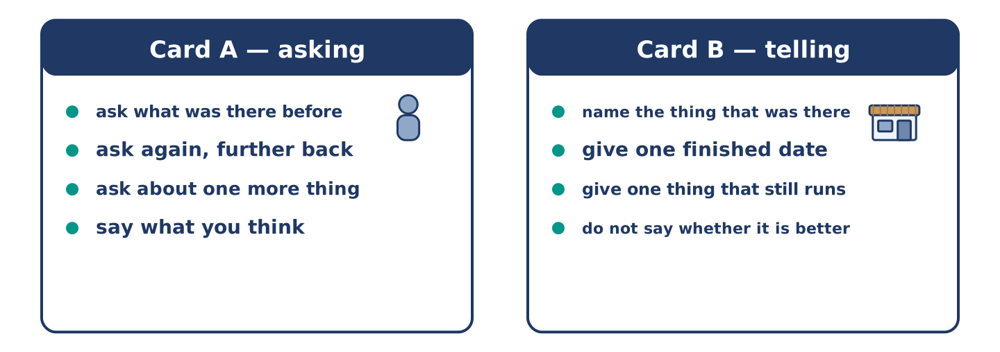 Card A — asking
ask what was there before
ask again, further back
ask about one more thing
say what you think
Card B — telling
name the thing that was there
give one finished date
give one thing that still runs
do not say whether it is better